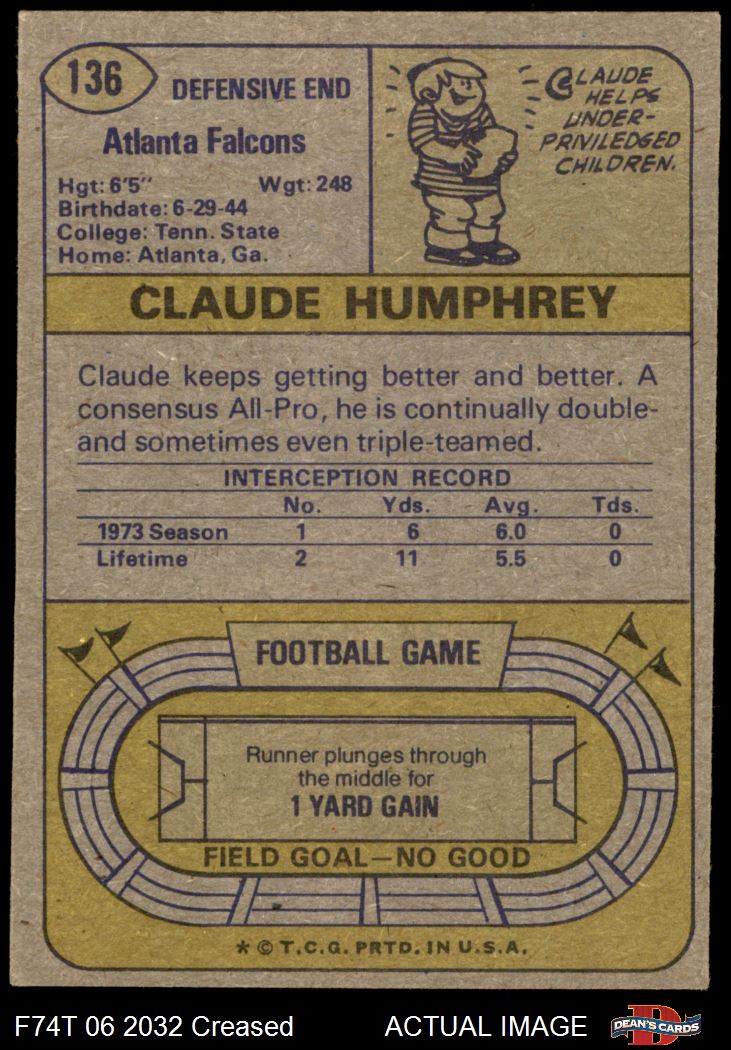 136
DEFENSIVE END
Atlanta Falcons
Hgt: 6'5" Wgt: 248
Birthdate: 6-29-44
College: Tenn. State
Home: Atlanta, Ga.
CLAUDE
HELPS
UNDER-
PRIVILEDGED
CHILDREN.
CLAUDE HUMPHREY
Claude keeps getting better and better. A
consensus All-Pro, he is continually double-
and sometimes even triple-teamed.
INTERCEPTION RECORD
No. Yds. Avg. Tds.
1973 Season 1 6 6.0 0
Lifetime 2 11 5.5 0
FOOTBALL GAME
Runner plunges through
the middle for
1 YARD GAIN
FIELD GOAL—NO GOOD
* © T.C.G. PRTD. IN U.S.A.
F74T 06 2032 Creased ACTUAL IMAGE
D
DEAN'S CARDS